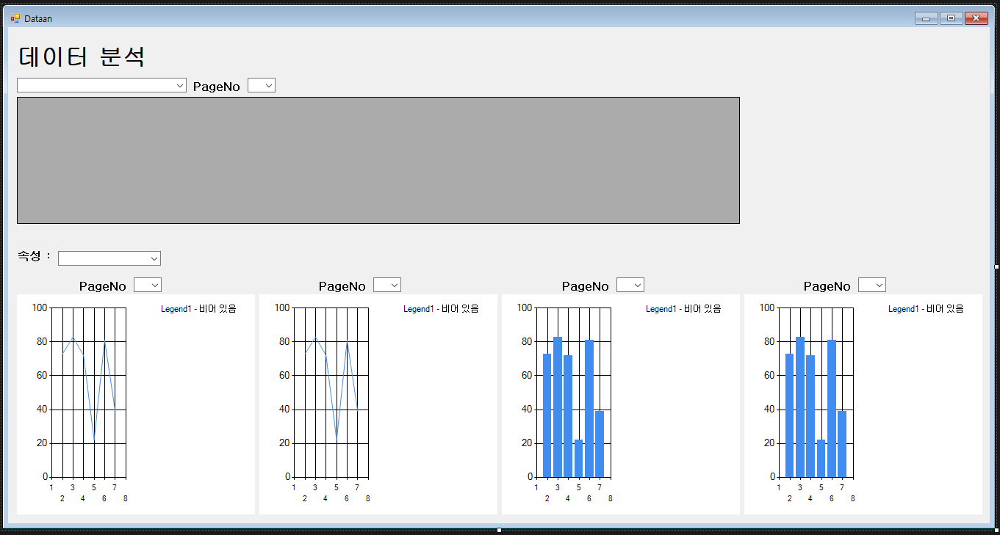 Dataan
데이터 분석
PageNo
속성 :
PageNo PageNo PageNo PageNo
100 Legend1 - 비어 있음 100 Legend1 - 비어 있음 100 Legend1 - 비어 있음 100 Legend1 - 비어 있음
80 80 80 80
60 60 60 60
40 40 40 40
20 20 20 20
0 0 0 0
1 3 5 7 1 3 5 7 1 3 5 7 1 3 5 7
2 4 6 8 2 4 6 8 2 4 6 8 2 4 6 8